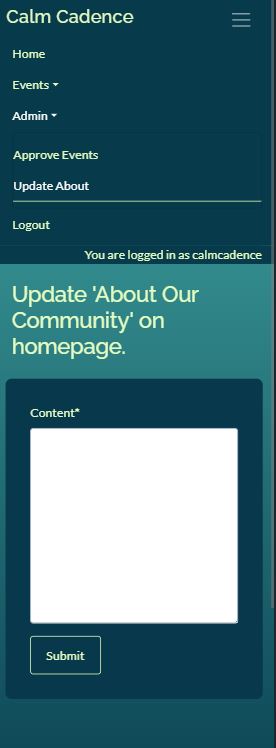 Calm Cadence
Home
Events
Admin
Approve Events
Update About
Logout
You are logged in as calmcadence
Update 'About Our
Community' on
homepage.
Content*
Submit